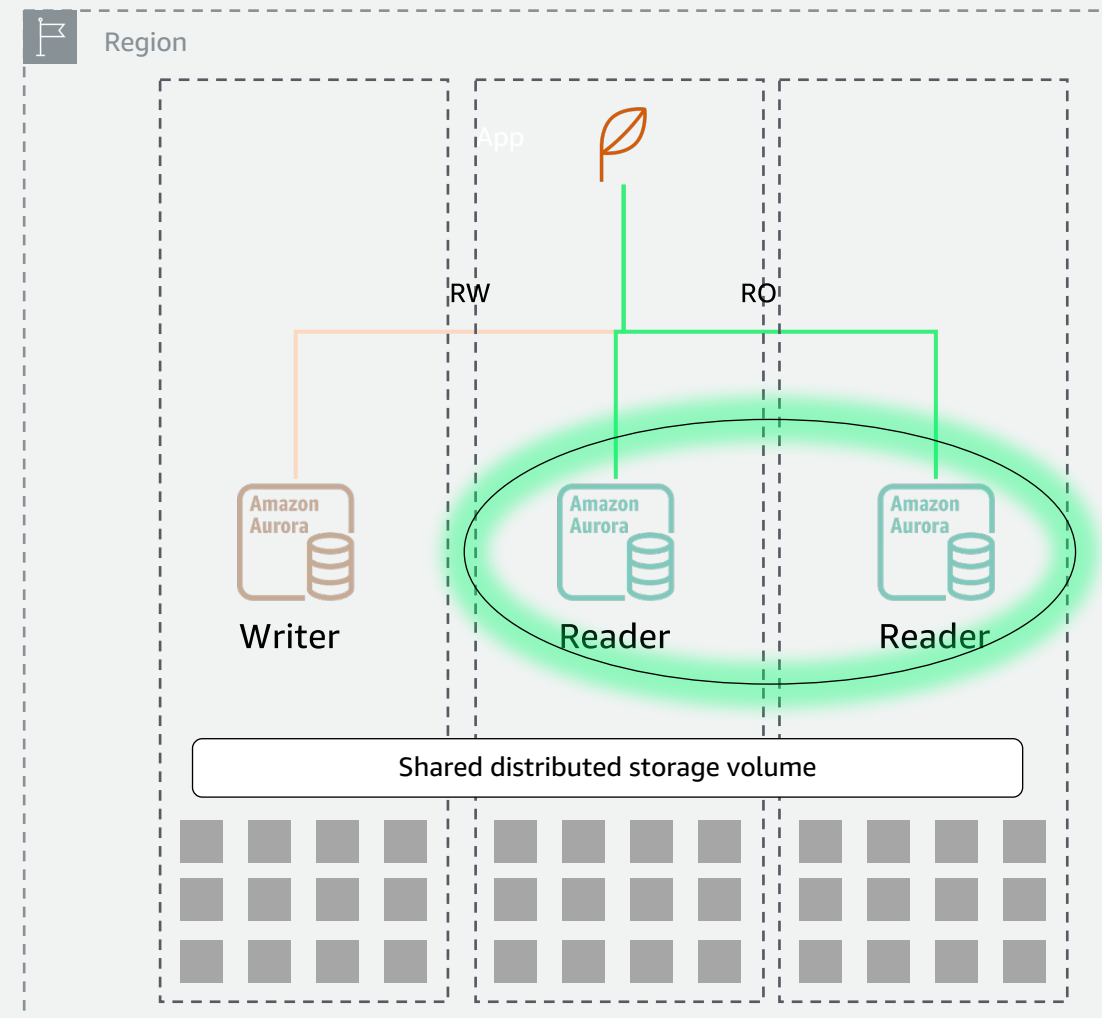 Region
App
RW
RO
Amazon
Aurora
Amazon
Aurora
Amazon
Aurora
Writer
Reader
Reader
Shared distributed storage volume